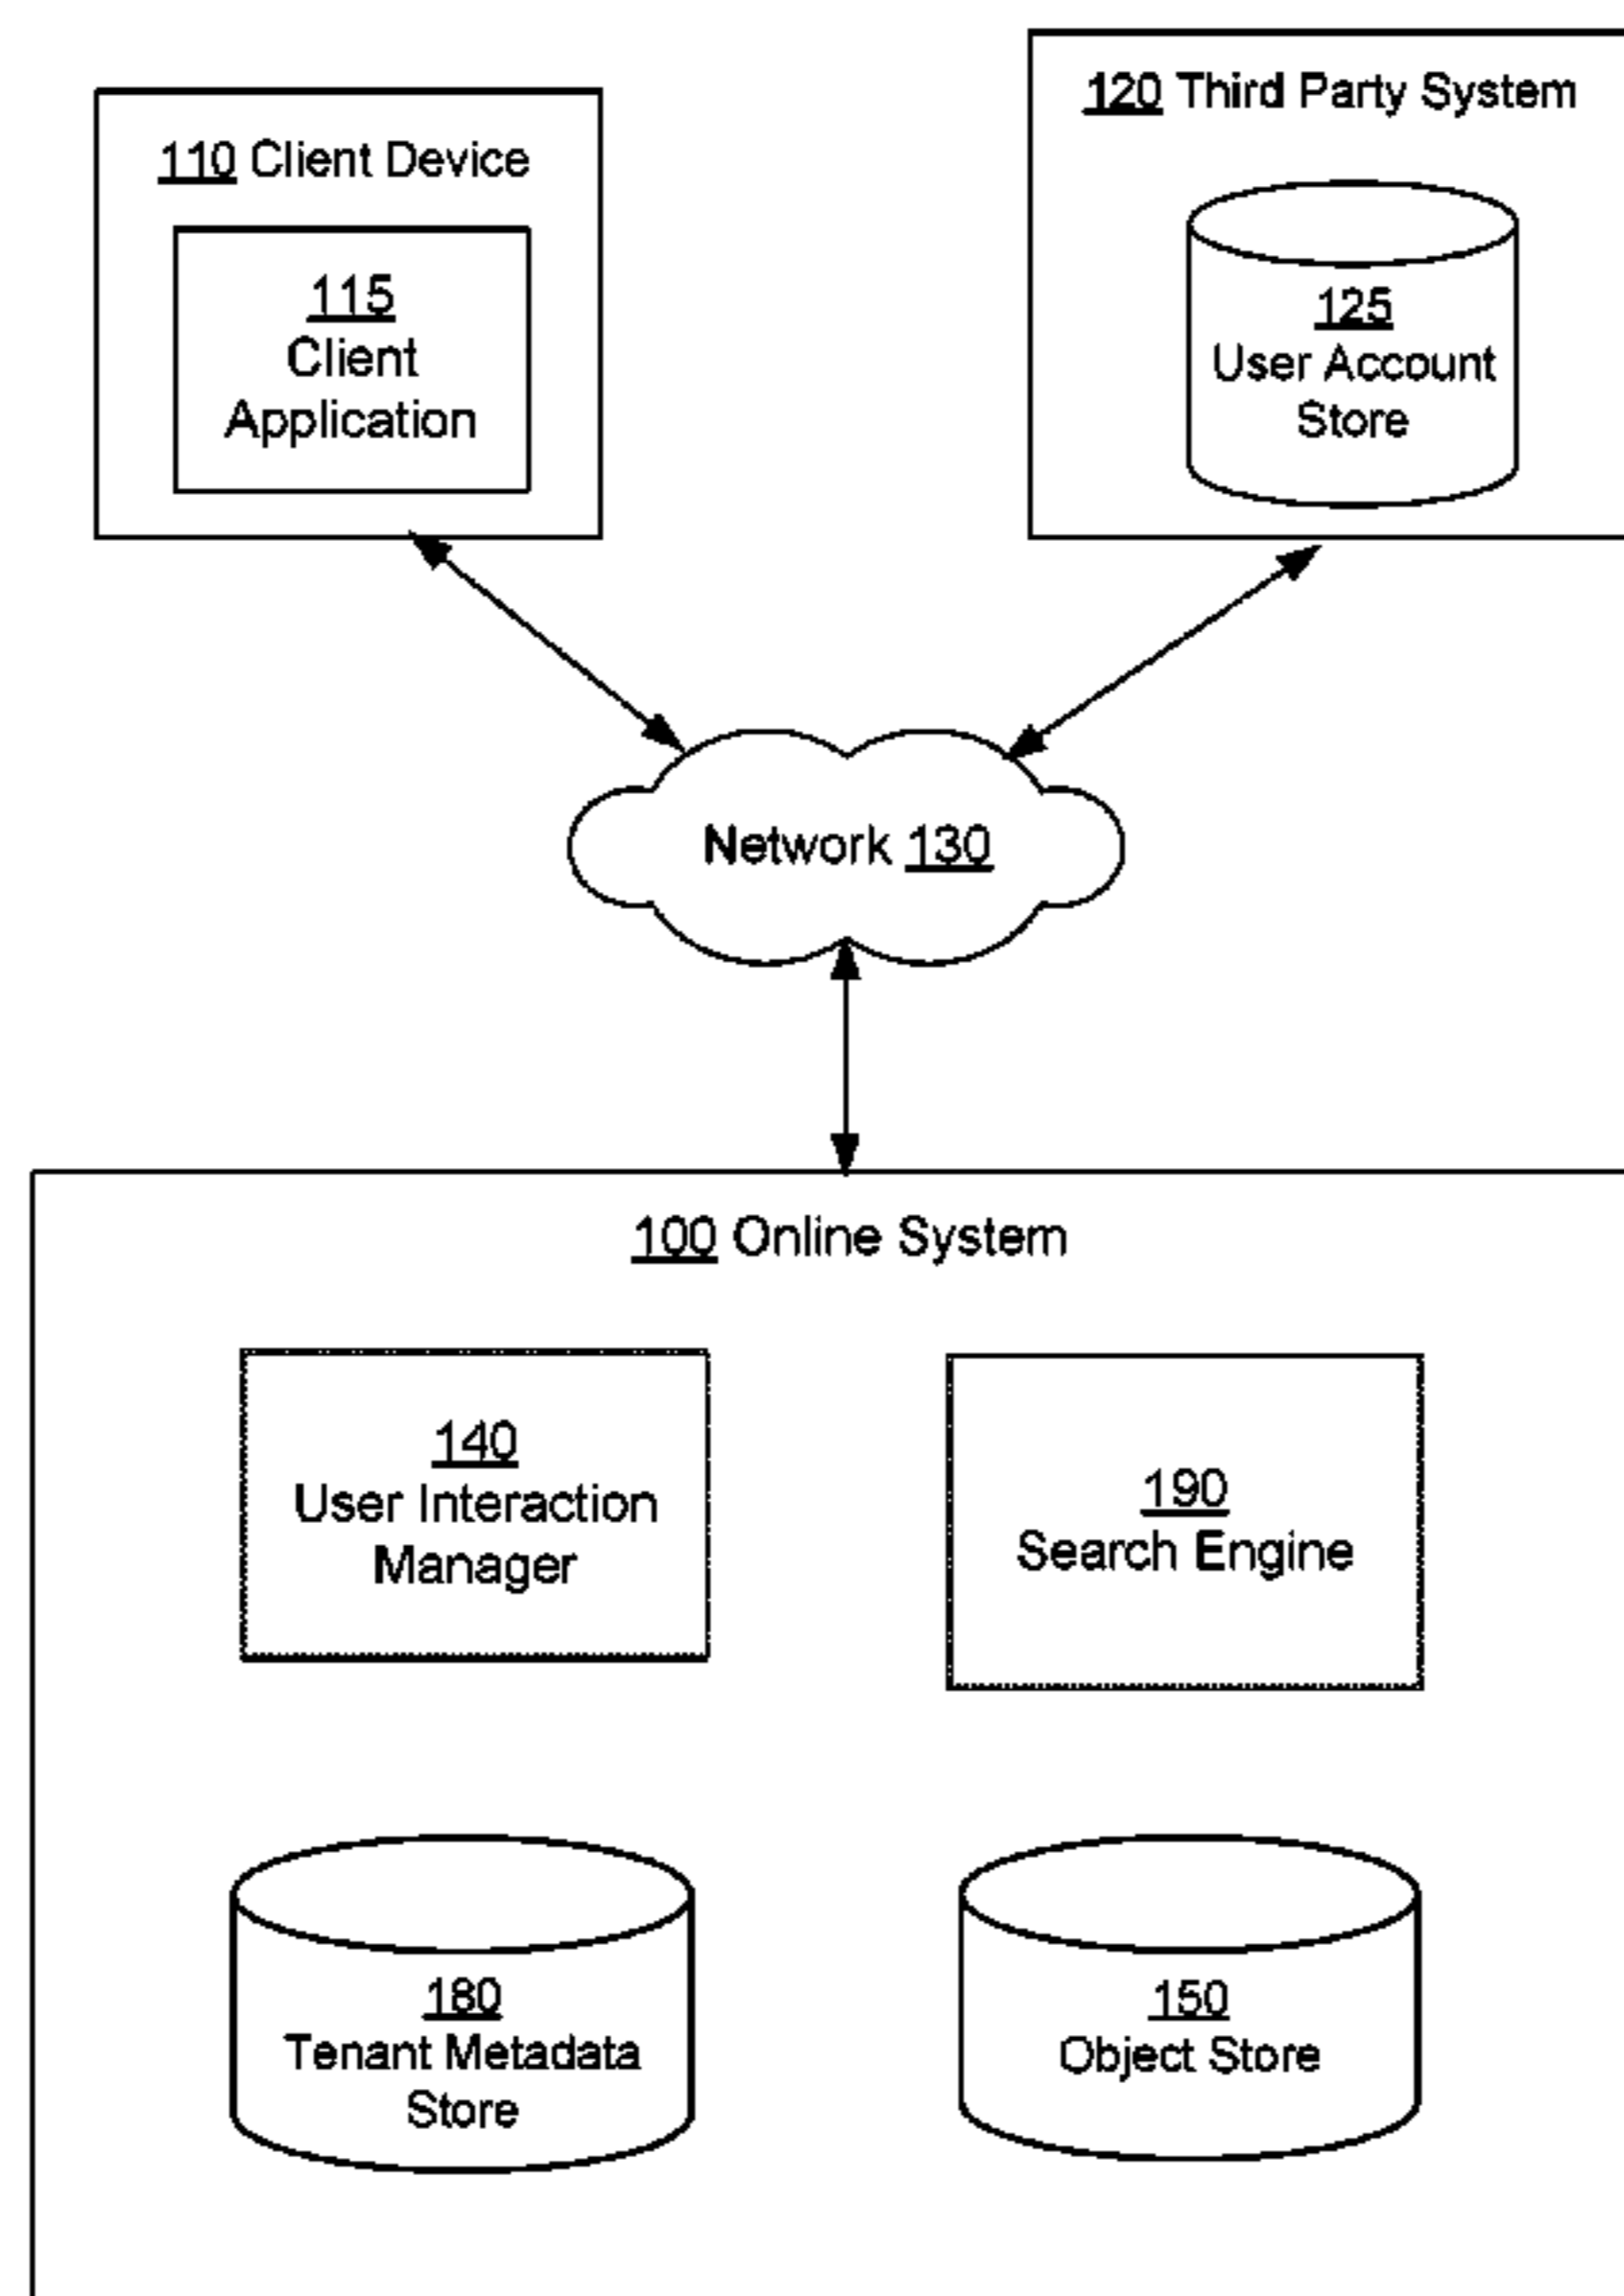 110 Client Device
115
Client
Application
120 Third Party System
125
User Account
Store
Network 130
100 Online System
140
User Interaction
Manager
190
Search Engine
180
Tenant Metadata
Store
150
Object Store